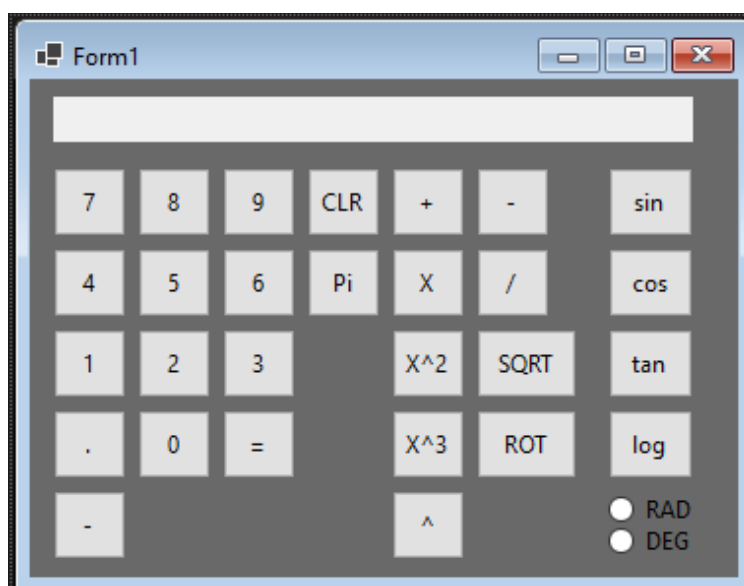 Form1
7 8 9 CLR + - sin
4 5 6 Pi X / cos
1 2 3 X^2 SQRT tan
. 0 = X^3 ROT log
- ^ RAD
DEG